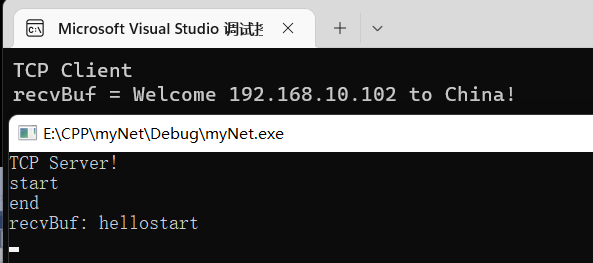 Microsoft Visual Studio 调试
TCP Client
recvBuf = Welcome 192.168.10.102 to China!
E:\CPP\myNet\Debug\myNet.exe
TCP Server!
start
end
recvBuf: hellostart